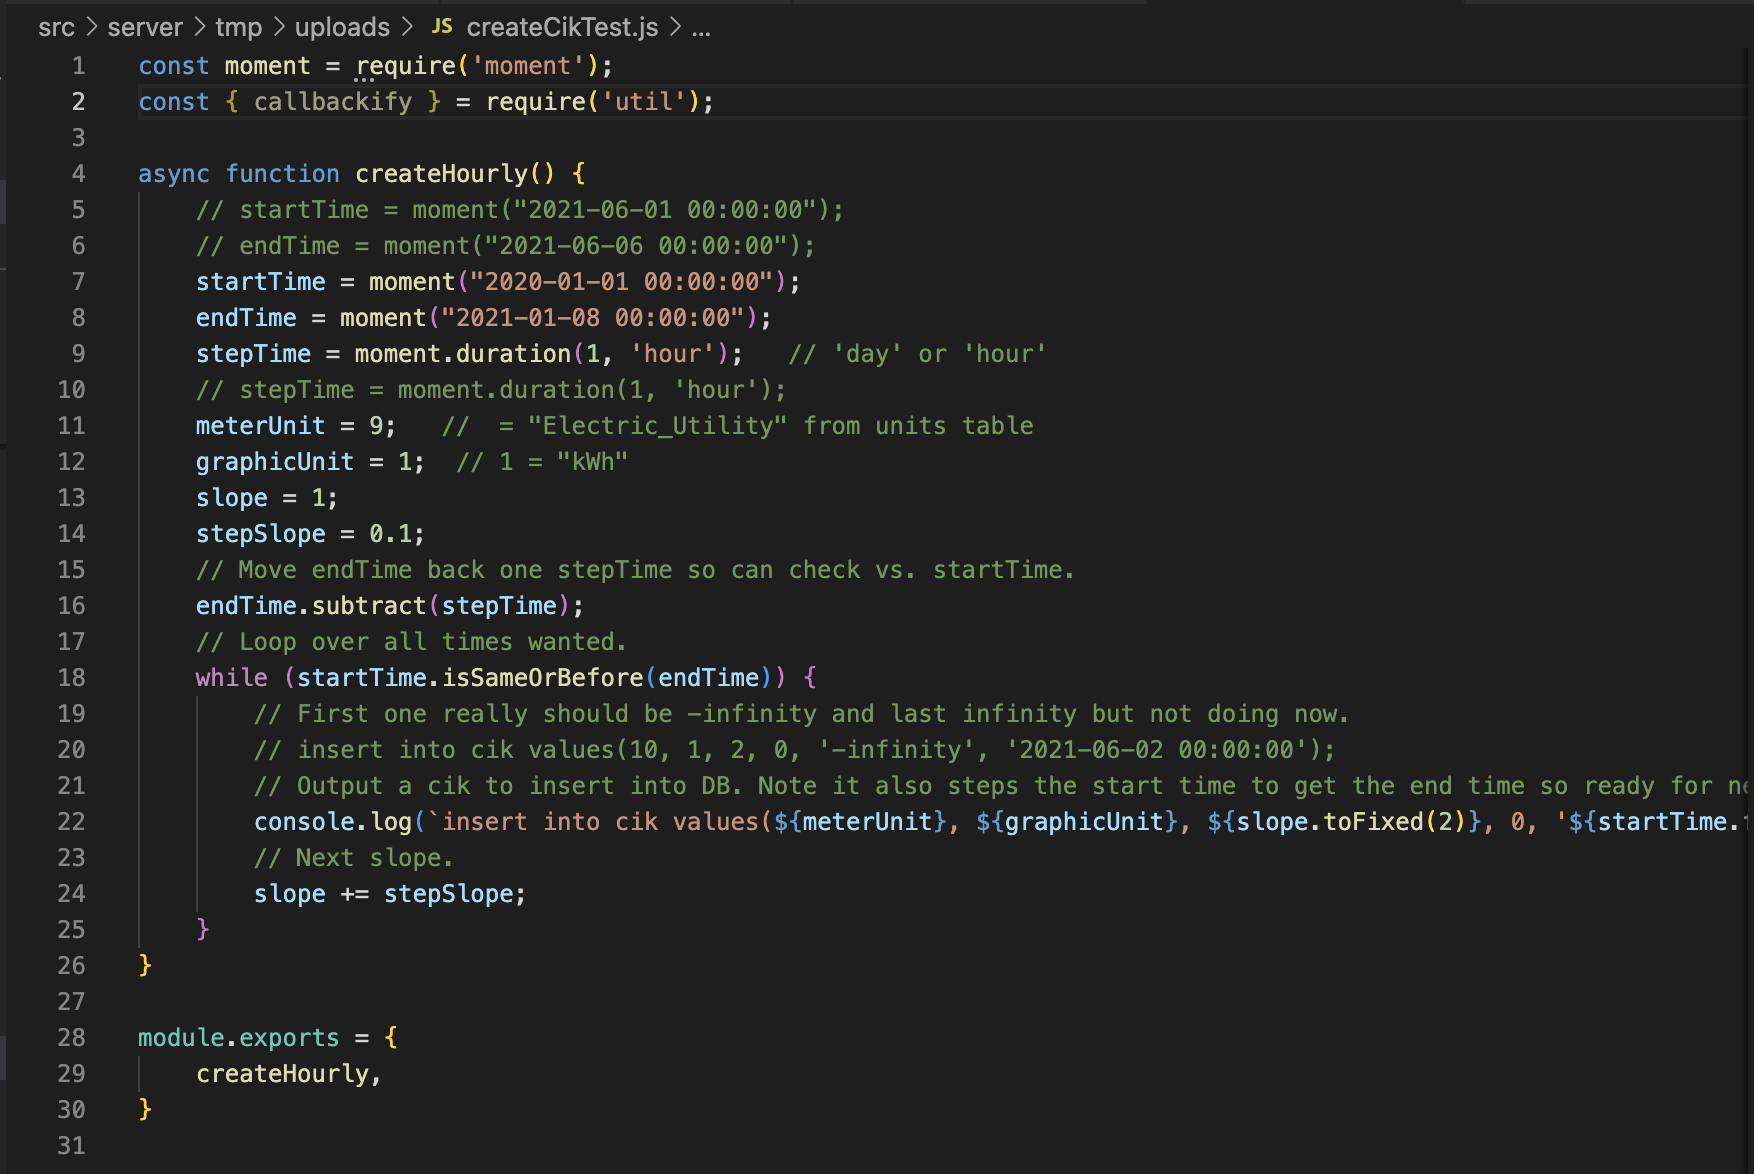 src > server > tmp > uploads > JS createCikTest.js > ...
1 const moment = require('moment');
2 const { callbackify } = require('util');
3
4 async function createHourly() {
5 // startTime = moment("2021-06-01 00:00:00");
6 // endTime = moment("2021-06-06 00:00:00");
7 startTime = moment("2020-01-01 00:00:00");
8 endTime = moment("2021-01-08 00:00:00");
9 stepTime = moment.duration(1, 'hour');   // 'day' or 'hour'
10 // stepTime = moment.duration(1, 'hour');
11 meterUnit = 9;   //  = "Electric_Utility" from units table
12 graphicUnit = 1;  // 1 = "kWh"
13 slope = 1;
14 stepSlope = 0.1;
15 // Move endTime back one stepTime so can check vs. startTime.
16 endTime.subtract(stepTime);
17 // Loop over all times wanted.
18 while (startTime.isSameOrBefore(endTime)) {
19 // First one really should be -infinity and last infinity but not doing now.
20 // insert into cik values(10, 1, 2, 0, '-infinity', '2021-06-02 00:00:00');
21 // Output a cik to insert into DB. Note it also steps the start time to get the end time so ready for
22 console.log(`insert into cik values(${meterUnit}, ${graphicUnit}, ${slope.toFixed(2)}, 0, '${startTime.
23 // Next slope.
24 slope += stepSlope;
25 }
26 }
27
28 module.exports = {
29 createHourly,
30 }
31